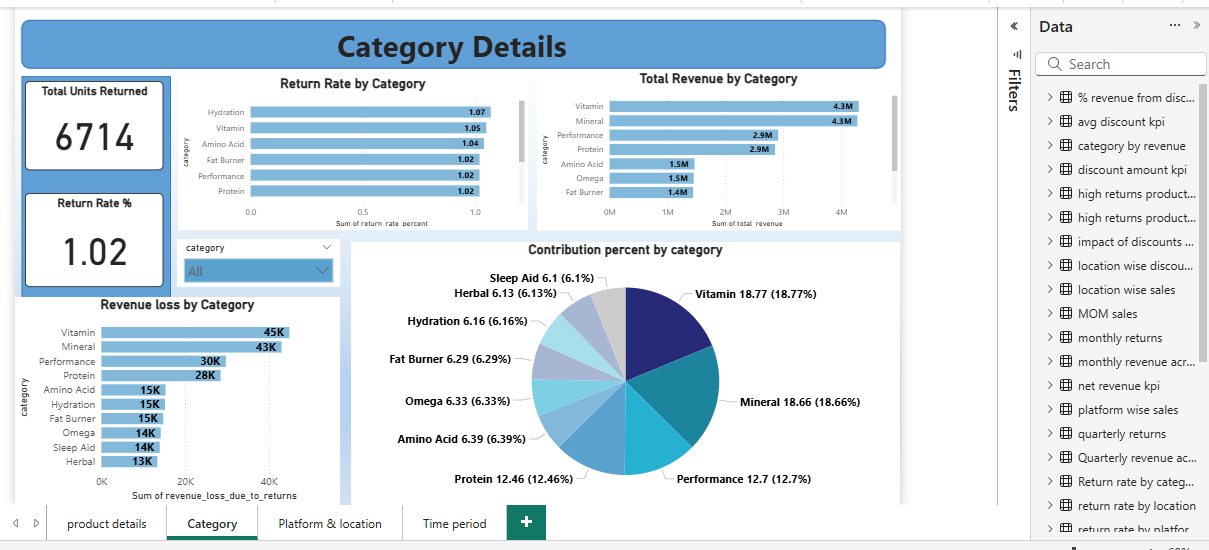 Category Details
Total Units Returned
6714
Return Rate %
1.02
Return Rate by Category
category
Hydration 1.07
Vitamin 1.05
Amino Acid 1.04
Fat Burner 1.02
Performance 1.02
Protein 1.02
0.0 0.5 1.0
Sum of return_rate_percent
Total Revenue by Category
category
Vitamin 4.3M
Mineral 4.3M
Performance 2.9M
Protein 2.9M
Amino Acid 1.5M
Omega 1.5M
Fat Burner 1.4M
0M 1M 2M 3M 4M
Sum of total_revenue
category
All
Revenue loss by Category
category
Vitamin 45K
Mineral 43K
Performance 30K
Protein 28K
Amino Acid 15K
Hydration 15K
Fat Burner 15K
Omega 14K
Sleep Aid 14K
Herbal 13K
0K 20K 40K
Sum of revenue_loss_due_to_returns
Contribution percent by category
Sleep Aid 6.1 (6.1%)
Herbal 6.13 (6.13%)
Hydration 6.16 (6.16%)
Fat Burner 6.29 (6.29%)
Omega 6.33 (6.33%)
Amino Acid 6.39 (6.39%)
Protein 12.46 (12.46%)
Vitamin 18.77 (18.77%)
Mineral 18.66 (18.66%)
Performance 12.7 (12.7%)
product details
Category
Platform & location
Time period
Filters
Data
Search
% revenue from disc...
avg discount kpi
category by revenue
discount amount kpi
high returns product...
high returns product...
impact of discounts ...
location wise discou...
location wise sales
MOM sales
monthly returns
monthly revenue acr...
net revenue kpi
platform wise sales
quarterly returns
Quarterly revenue ac...
Return rate by categ...
return rate by location
return rate by platfor...